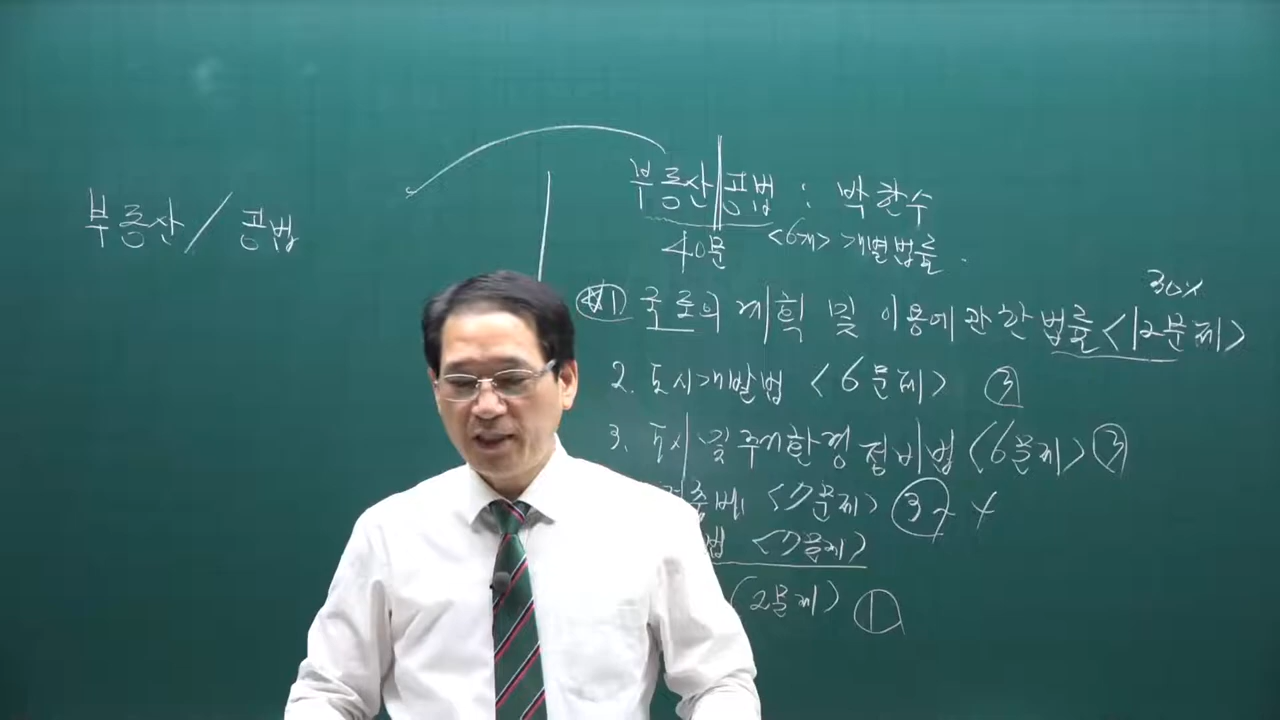 부동산 / 공법
부동산 공법 : 박한수
40문 <6개> 개별법률.
30%
1 국토의 계획 및 이용에 관한 법률 <12문제>
2. 도시개발법 <6문제> ③
3. 도시 및 주거환경정비법 <6문제> ③
건축법 <7문제> ③
법 <7문제>
(2문제) ①